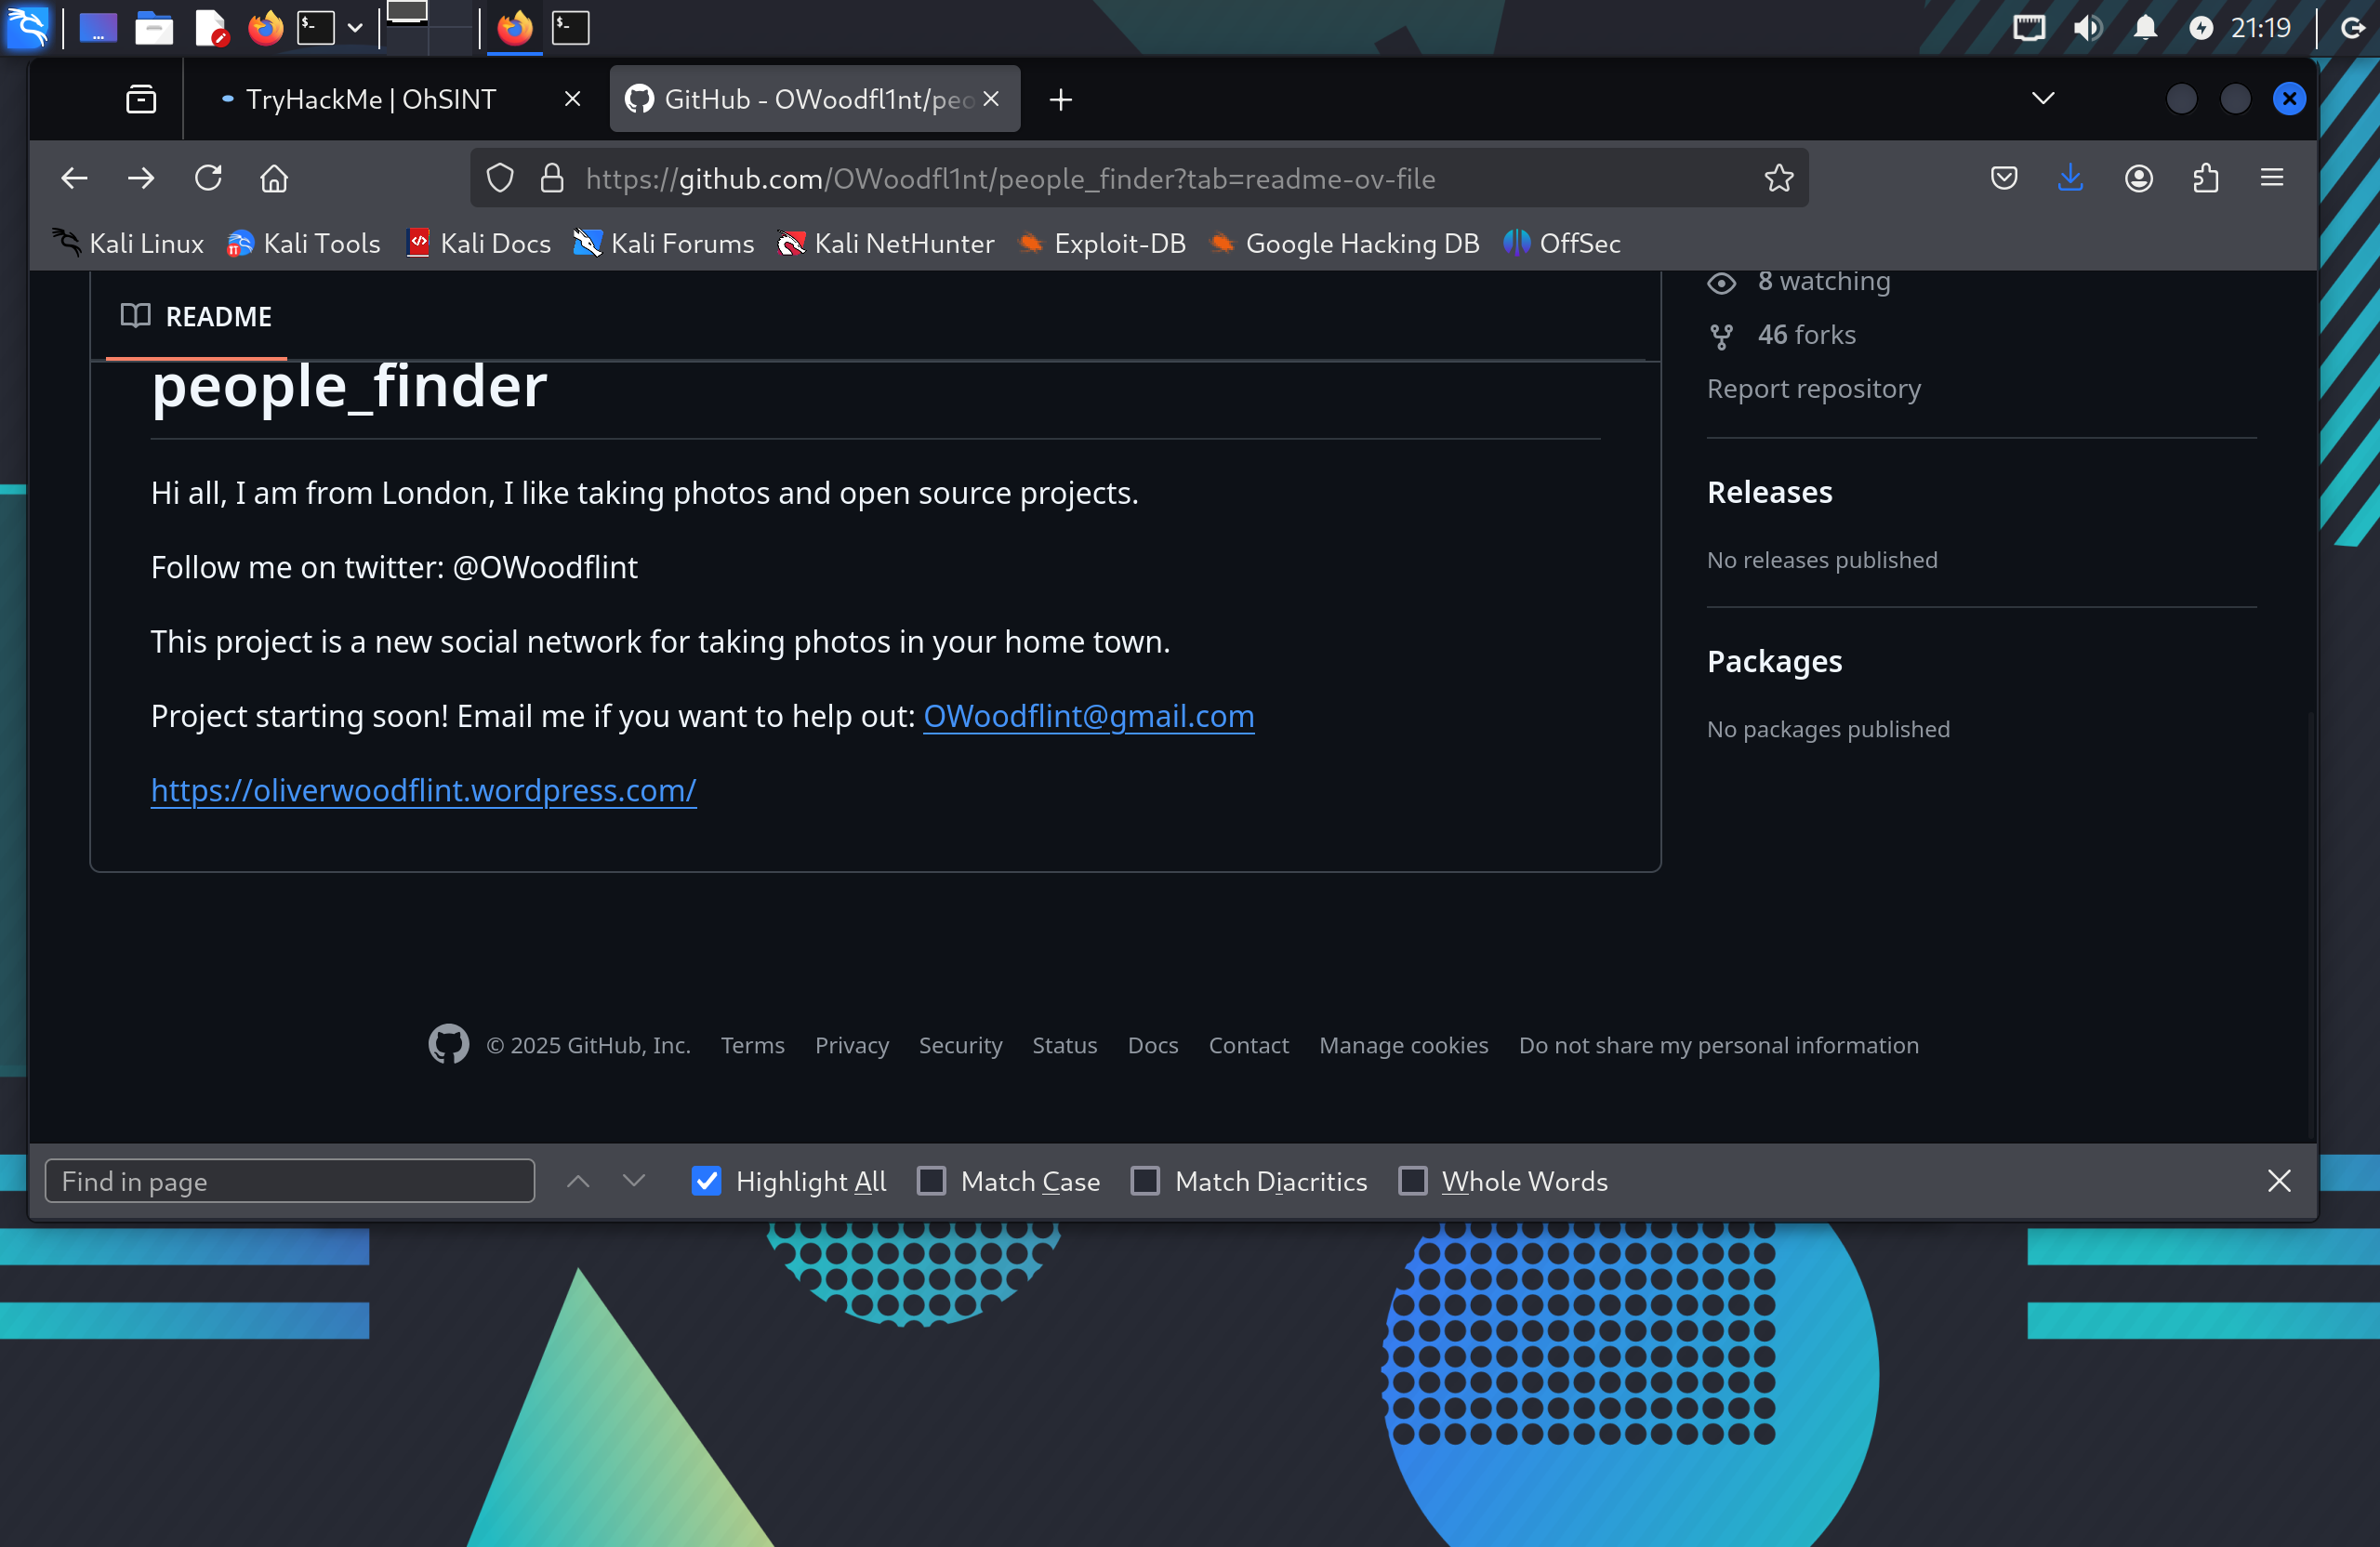 21:19
TryHackMe | OhSINT
GitHub - OWoodfl1nt/peo
https://github.com/OWoodfl1nt/people_finder?tab=readme-ov-file
Kali Linux Kali Tools Kali Docs Kali Forums Kali NetHunter Exploit-DB Google Hacking DB OffSec
README
people_finder
Hi all, I am from London, I like taking photos and open source projects.
Follow me on twitter: @OWoodflint
This project is a new social network for taking photos in your home town.
Project starting soon! Email me if you want to help out: OWoodflint@gmail.com
https://oliverwoodflint.wordpress.com/
8 watching
46 forks
Report repository
Releases
No releases published
Packages
No packages published
© 2025 GitHub, Inc. Terms Privacy Security Status Docs Contact Manage cookies Do not share my personal information
Find in page Highlight All Match Case Match Diacritics Whole Words